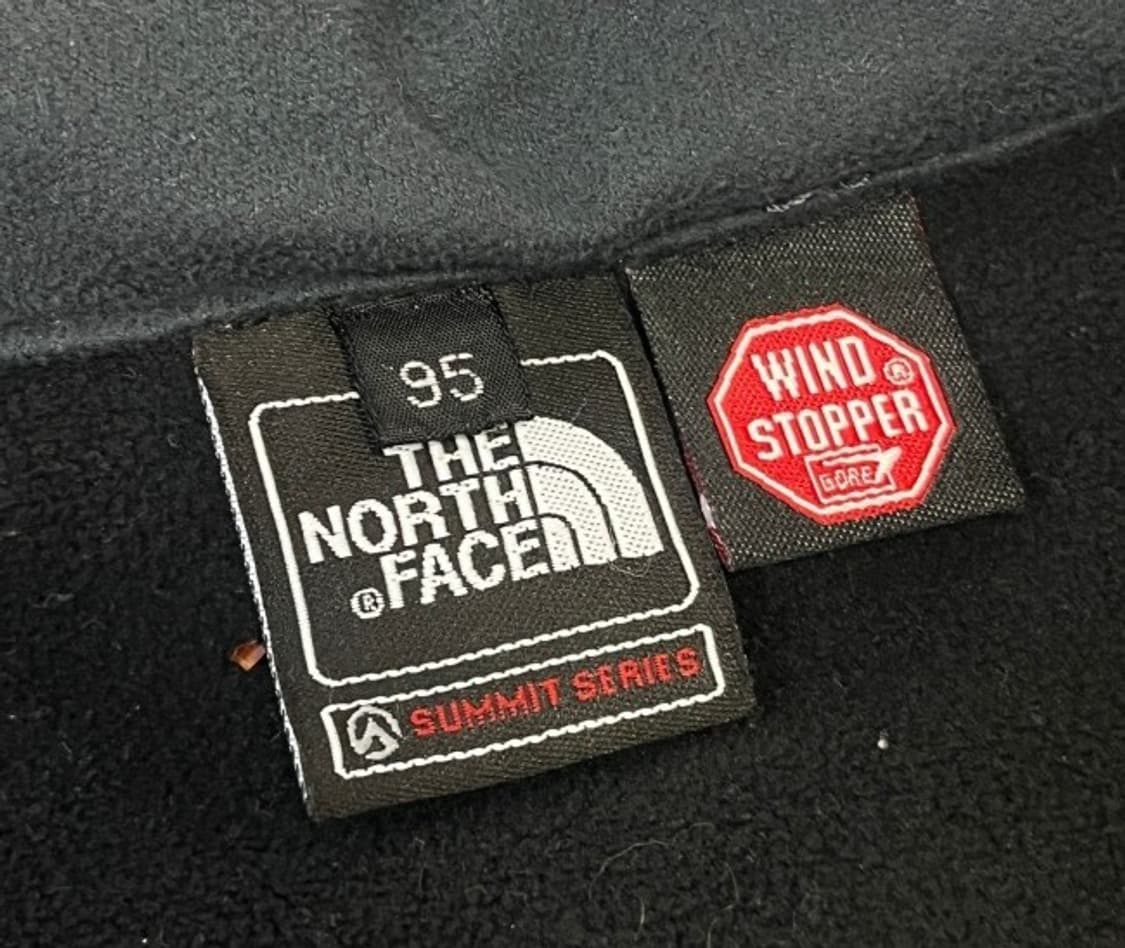 95
THE
NORTH
®FACE
SUMMIT SERIES
WIND®
STOPPER
GORE